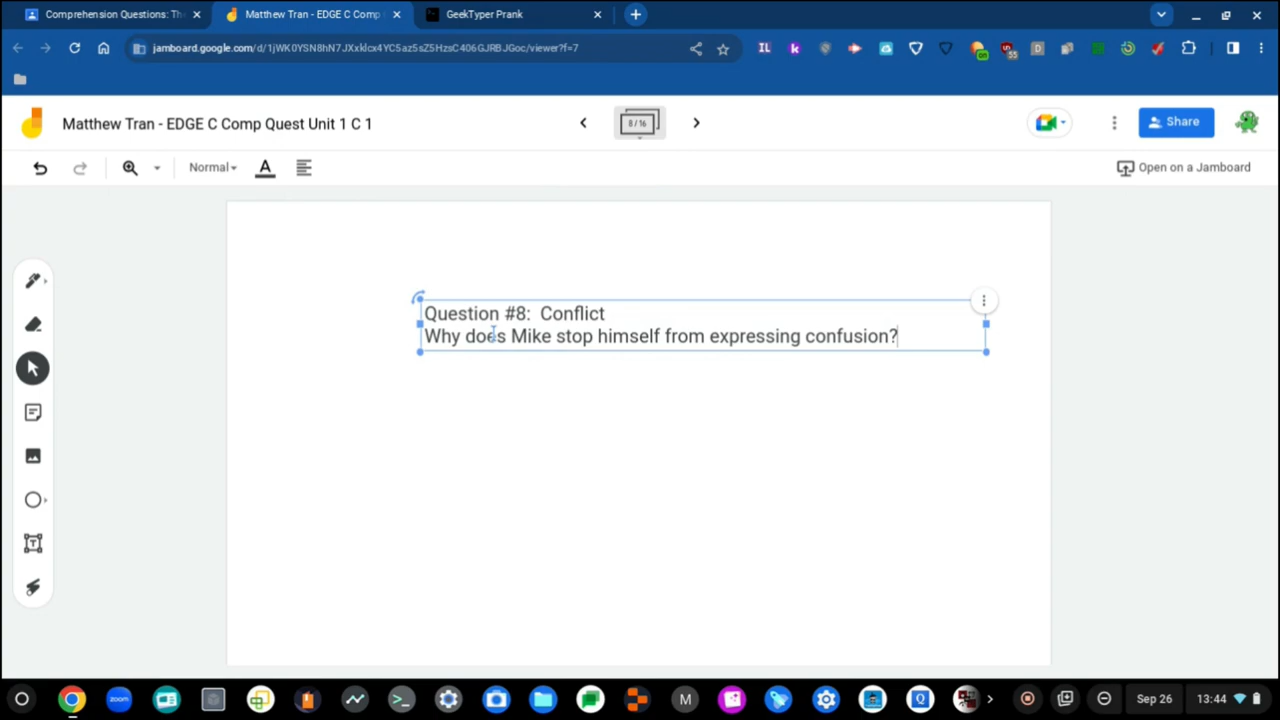 Comprehension Questions: Th
Matthew Tran - EDGE C Comp
GeekTyper Prank
jamboard.google.com/d/1jWK0YSN8hN7JXxklcx4YC5az5sZ5HzsC406GJRBJGoc/viewer?f=7
Matthew Tran - EDGE C Comp Quest Unit 1 C 1
8 / 16
Share
Normal
A
Open on a Jamboard
Question #8:  Conflict
Why does Mike stop himself from expressing confusion?
zoom
M
Q
Sep 26
13:44